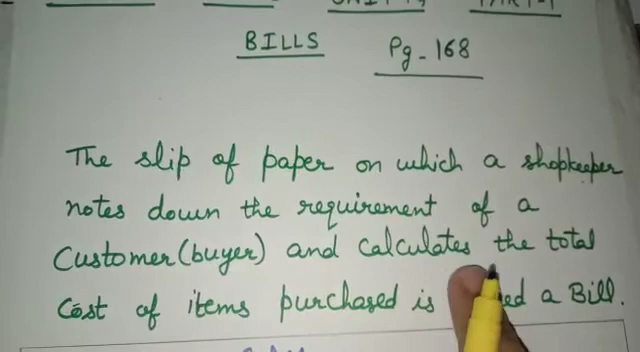 BILLS Pg-168
The slip of paper on which a shopkeeper
notes down the requirement of a
Customer (buyer) and calculates the total
Cost of items purchased is a Bill.